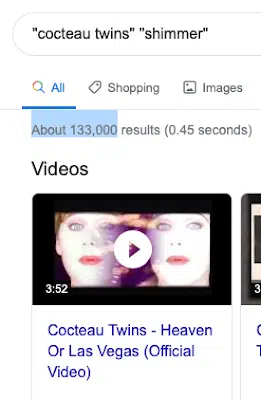 "cocteau twins" "shimmer"
All Shopping Images
About 133,000 results (0.45 seconds)
Videos
3:52
3
Cocteau Twins - Heaven
Or Las Vegas (Official
Video)
C
T